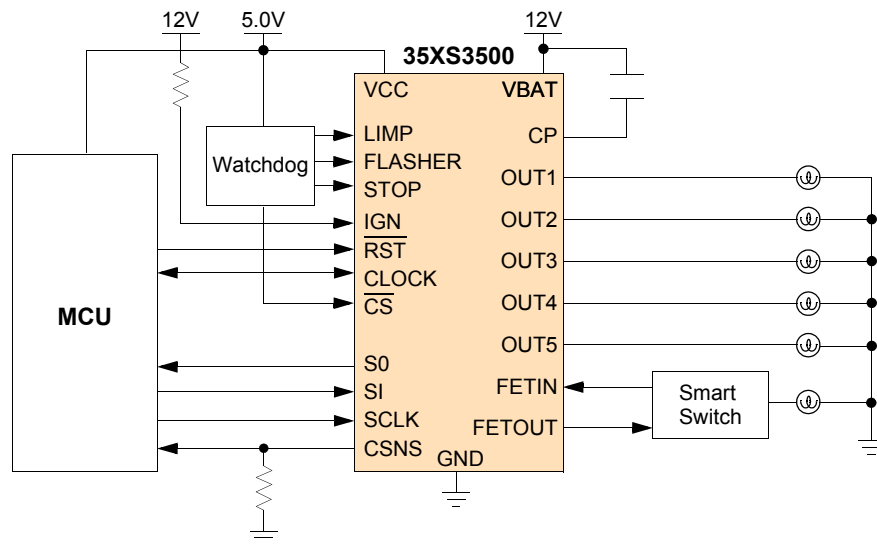 12V
5.0V
12V
35XS3500
VCC
VBAT
LIMP
CP
Watchdog
FLASHER
STOP
OUT1
IGN
OUT2
RST
OUT3
CLOCK
CS
OUT4
MCU
OUT5
S0
FETIN
Smart
Switch
SI
SCLK
FETOUT
CSNS
GND